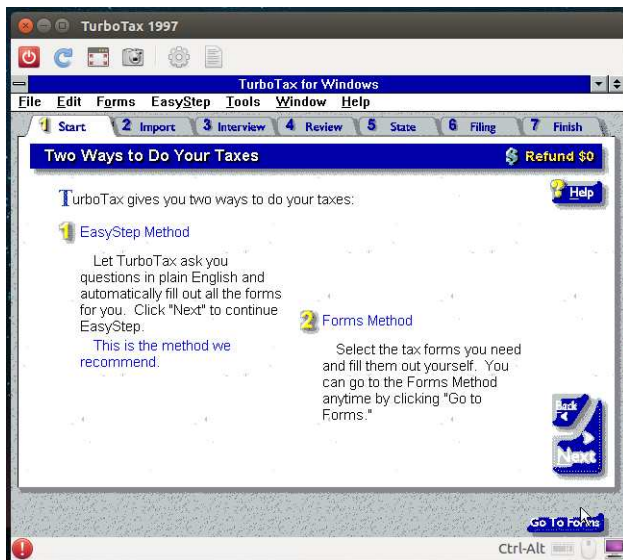 TurboTax 1997
TurboTax for Windows
File Edit Forms EasyStep Tools Window Help
1 Start 2 Import 3 Interview 4 Review 5 State 6 Filing 7 Finish
Two Ways to Do Your Taxes $ Refund $0
TurboTax gives you two ways to do your taxes:
? Help
1 EasyStep Method
Let TurboTax ask you
questions in plain English and
automatically fill out all the forms
for you. Click "Next" to continue
EasyStep.
This is the method we
recommend.
2 Forms Method
Select the tax forms you need
and fill them out yourself. You
can go to the Forms Method
anytime by clicking "Go to
Forms."
Back
Next
Go To Forms
Ctrl-Alt